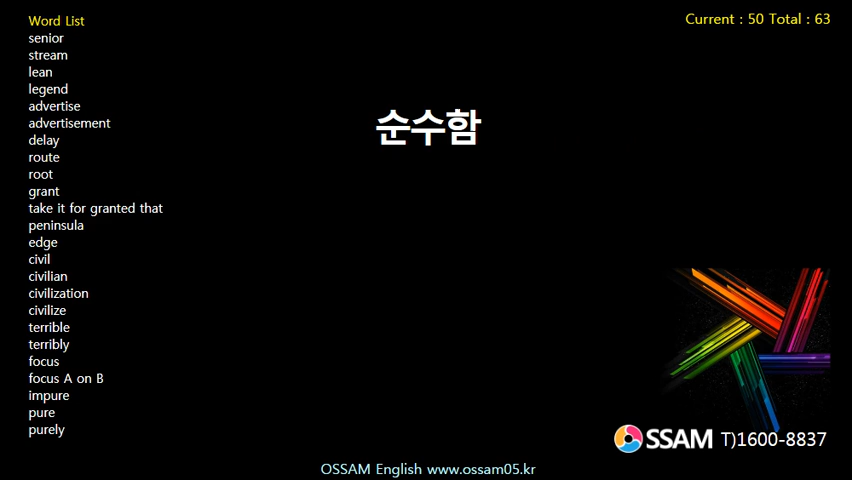 Word List
Current : 50 Total : 63
senior
stream
lean
legend
advertise
advertisement
delay
route
root
grant
take it for granted that
peninsula
edge
civil
civilian
civilization
civilize
terrible
terribly
focus
focus A on B
impure
pure
purely
순수함
SSAM T)1600-8837
OSSAM English www.ossam05.kr